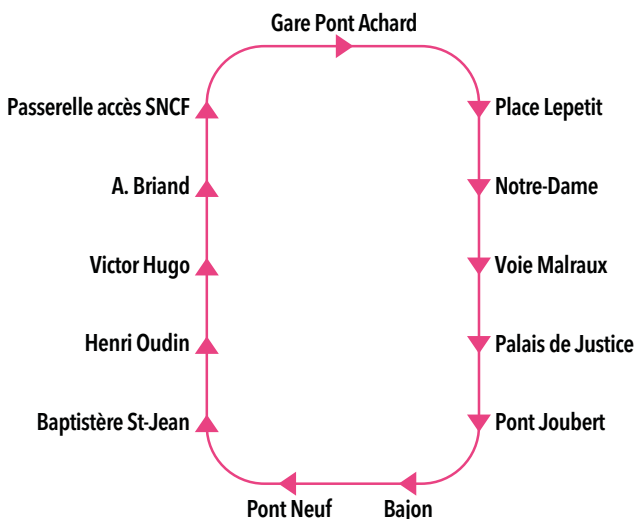 Gare Pont Achard
Passerelle accès SNCF
Place Lepetit
A. Briand
Notre-Dame
Victor Hugo
Voie Malraux
Henri Oudin
Palais de Justice
Baptistère St-Jean
Pont Joubert
Pont Neuf
Bajon